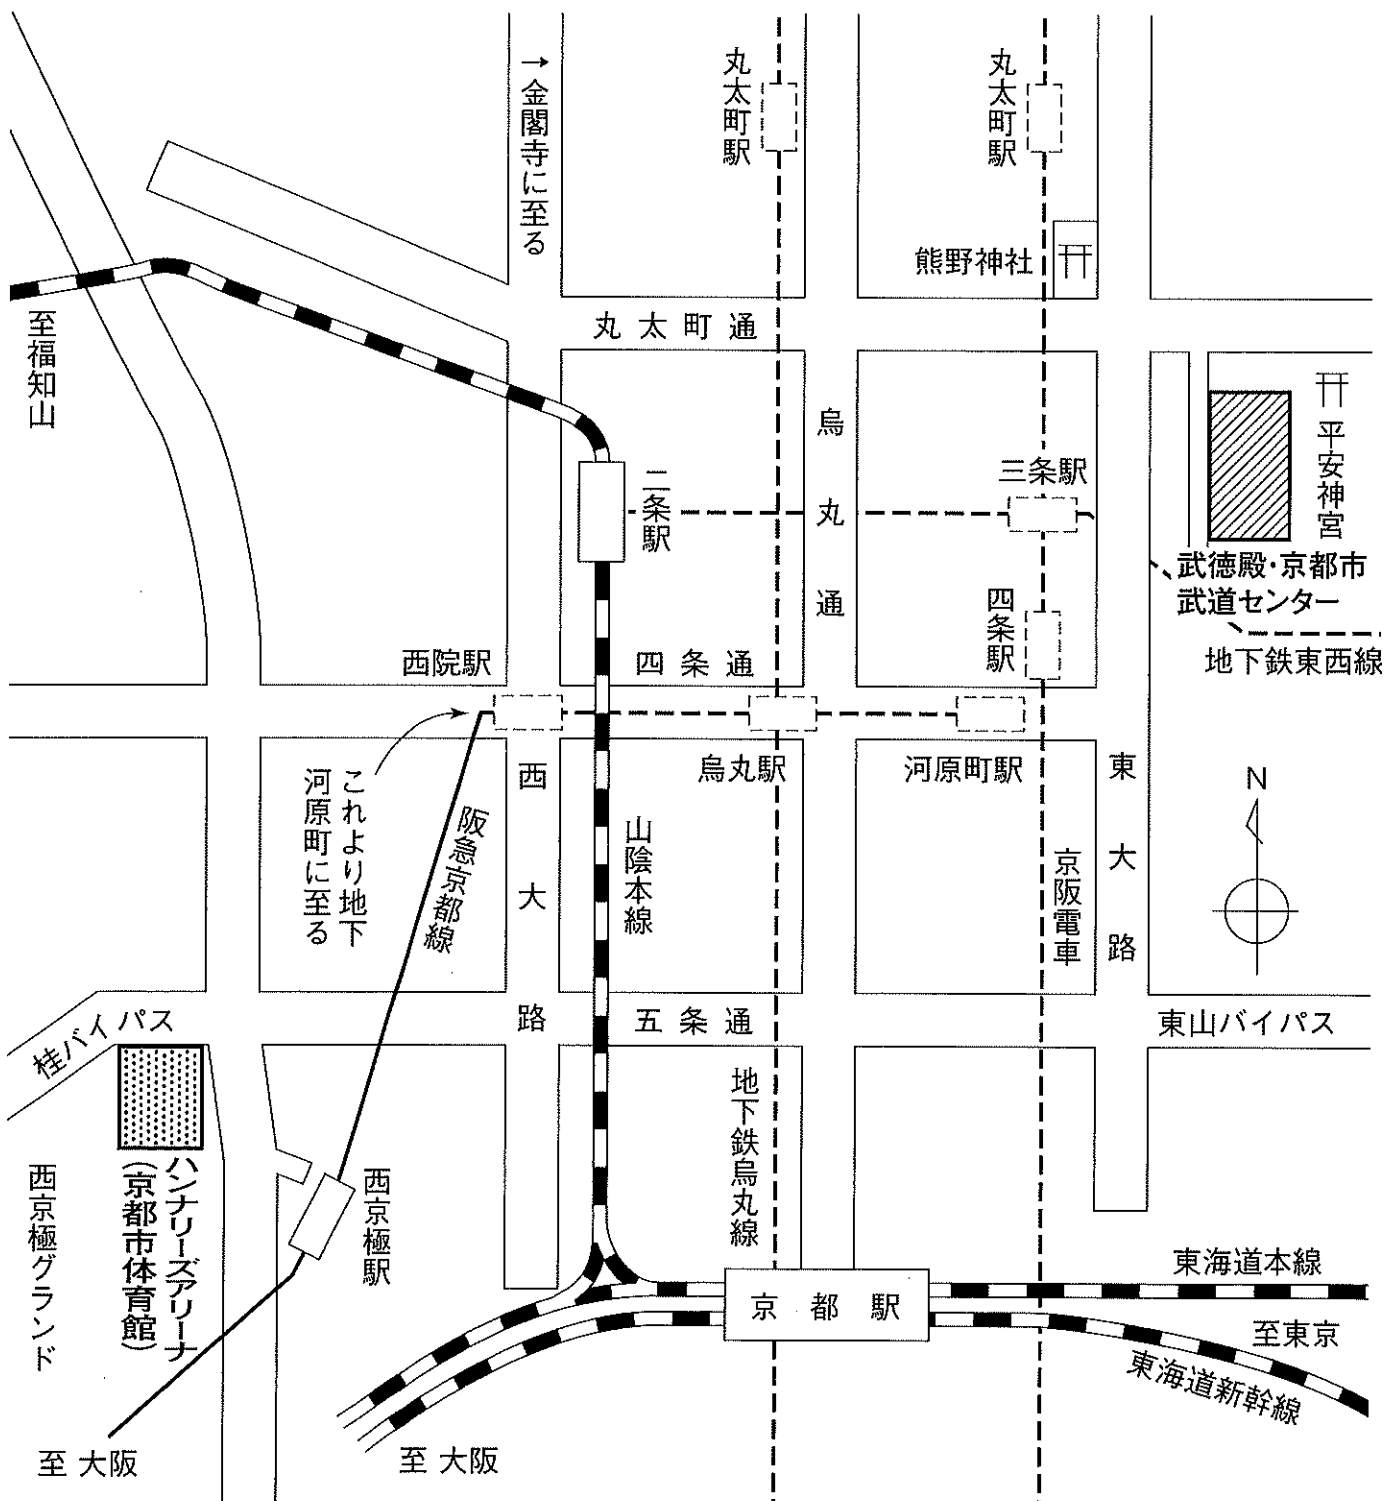 →金閣寺に至る
丸太町駅
丸太町駅
熊野神社
至福知山
丸太町通
烏丸通
平安神宮
二条駅
三条駅
武徳殿・京都市
武道センター
四条駅
地下鉄東西線
西院駅
四条通
烏丸駅
河原町駅
これより地下
河原町に至る
阪急京都線
西大路
山陰本線
京阪電車
東大路
N
桂バイパス
五条通
東山バイパス
地下鉄烏丸線
ハンナリーズアリーナ
(京都市体育館)
西京極グランド
西京極駅
京都駅
東海道本線
至東京
東海道新幹線
至 大阪
至 大阪